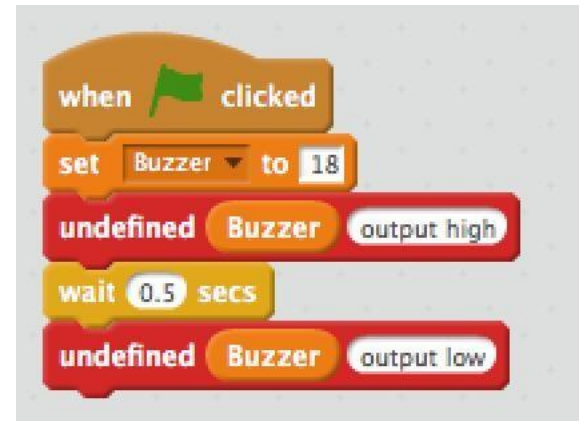 when clicked
set Buzzer to 18
undefined Buzzer output high
wait 0.5 secs
undefined Buzzer output low